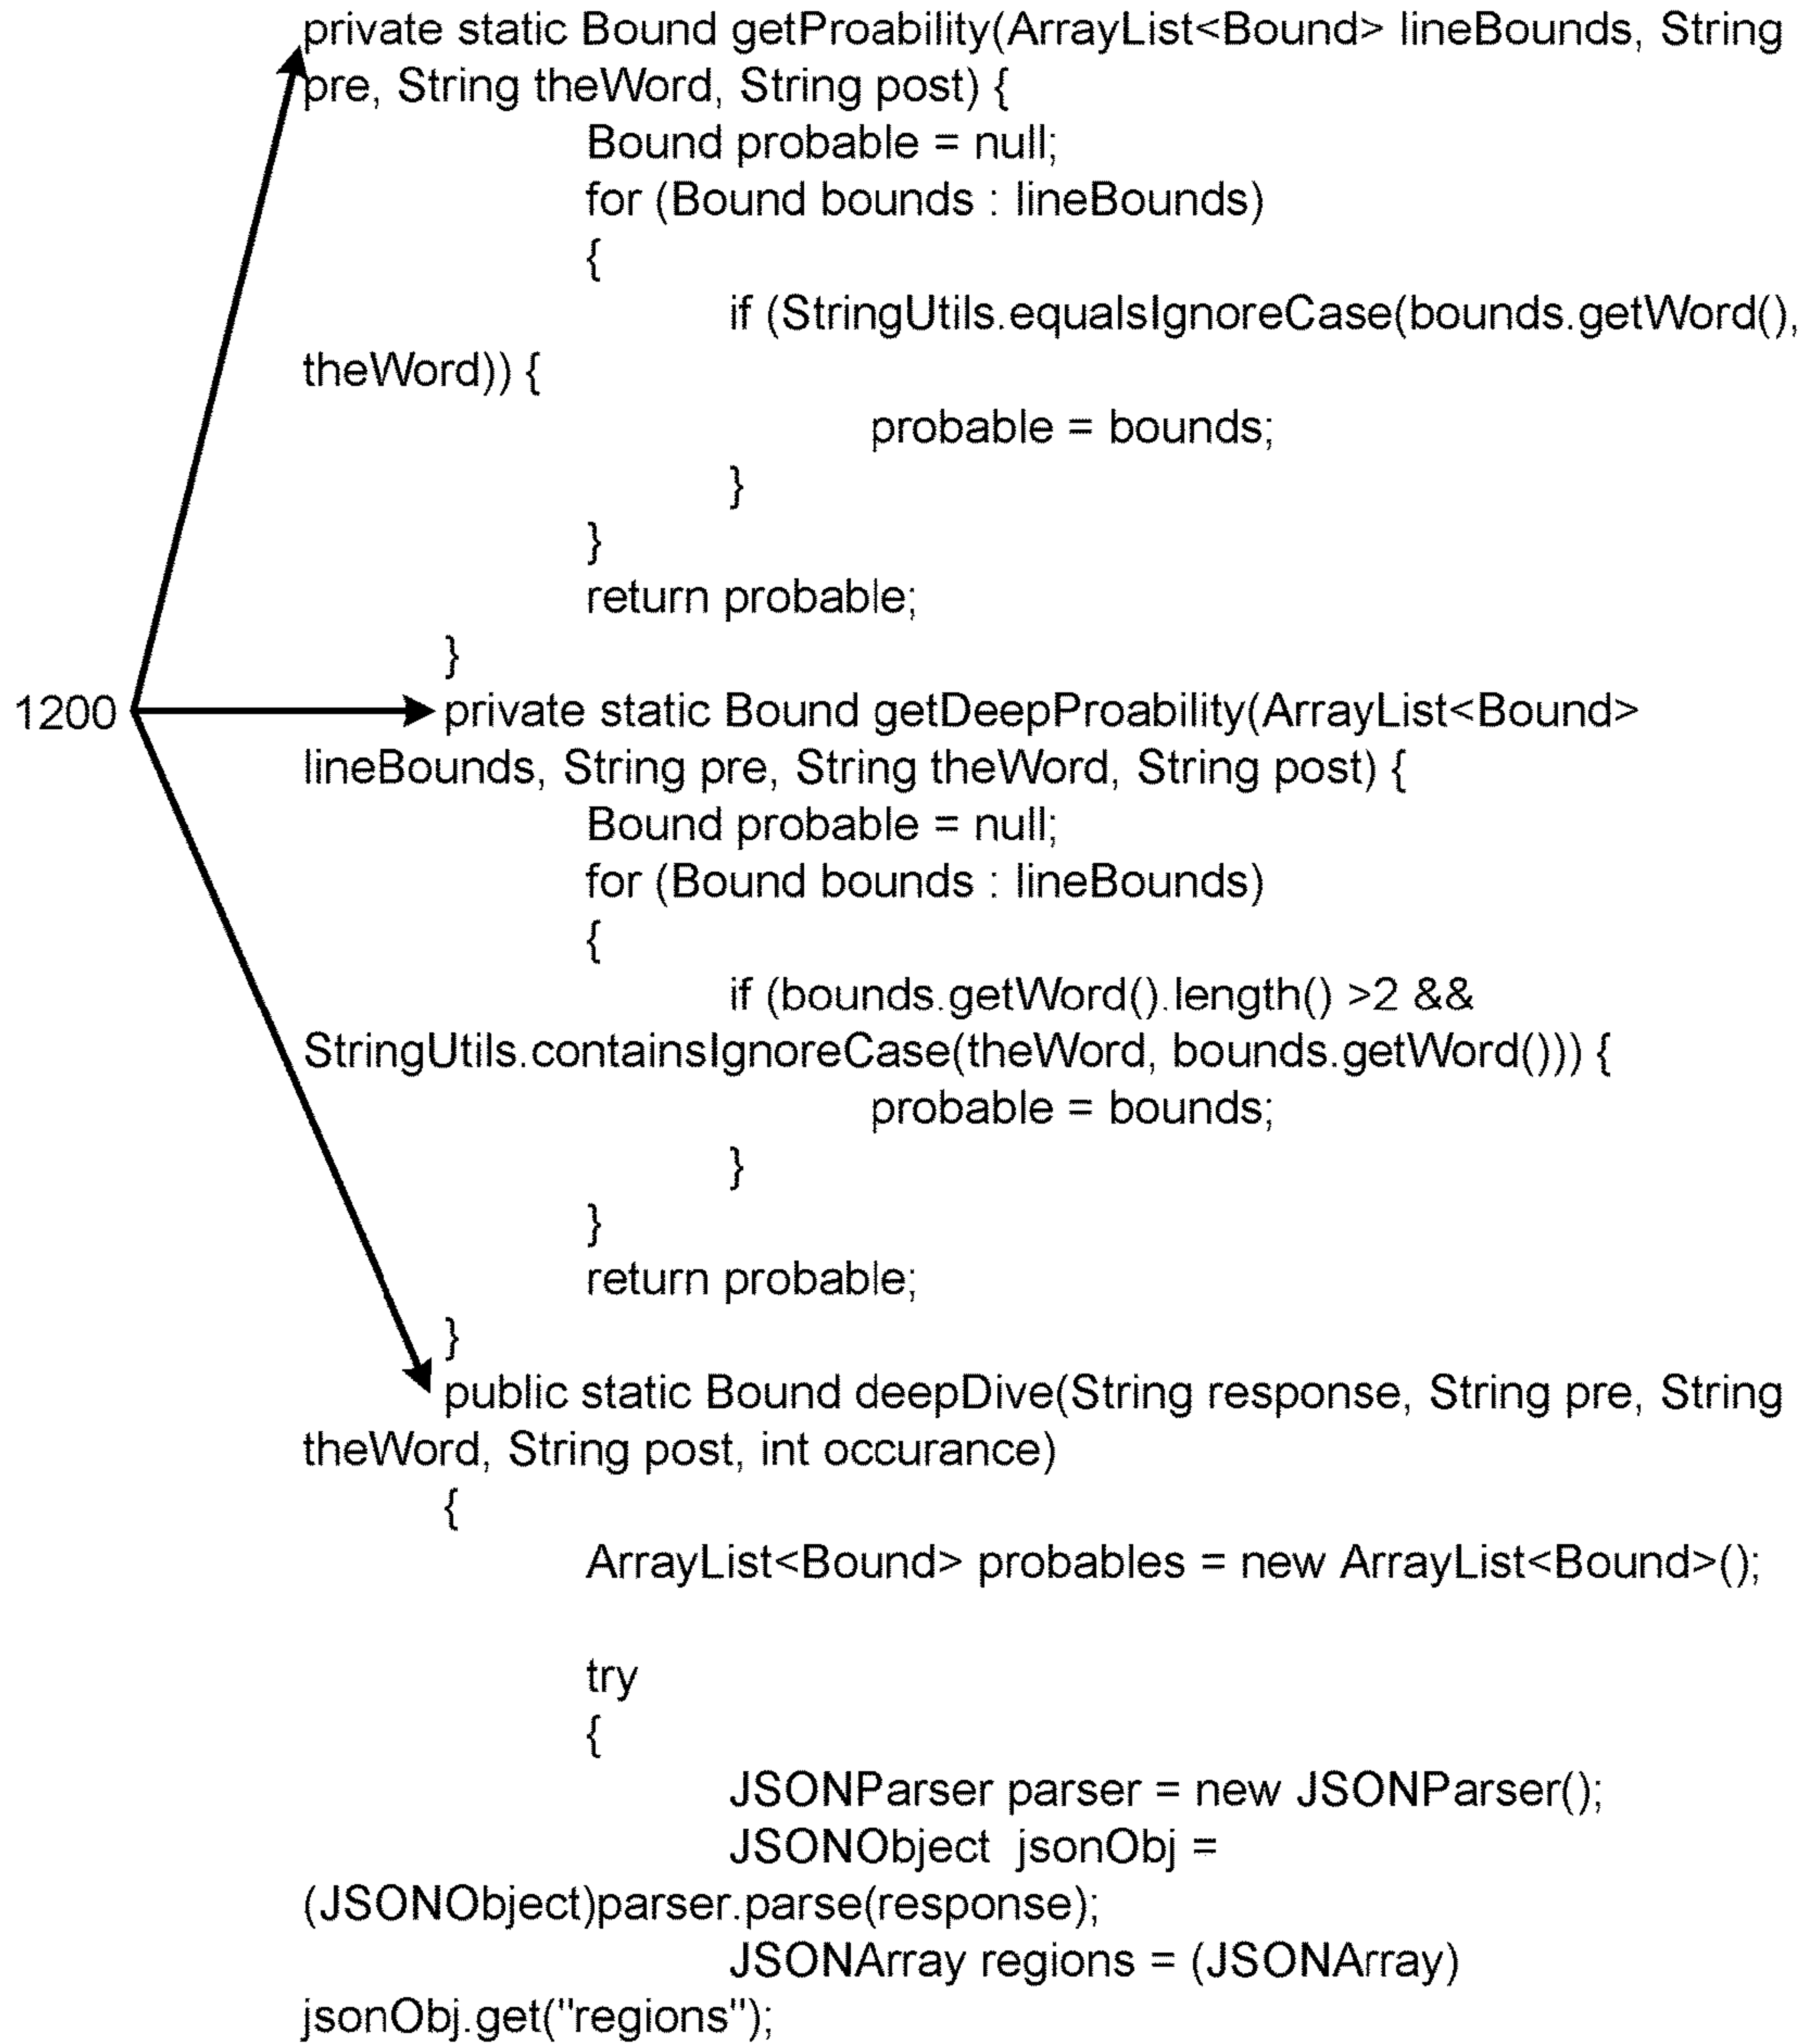 private static Bound getProability(ArrayList<Bound> lineBounds, String
pre, String theWord, String post) {
Bound probable = null;
for (Bound bounds : lineBounds)
{
if (StringUtils.equalsIgnoreCase(bounds.getWord(),
theWord)) {
probable = bounds;
}
}
return probable;
}
1200
private static Bound getDeepProability(ArrayList<Bound>
lineBounds, String pre, String theWord, String post) {
Bound probable = null;
for (Bound bounds : lineBounds)
{
if (bounds.getWord().length() >2 &&
StringUtils.containsIgnoreCase(theWord, bounds.getWord())) {
probable = bounds;
}
}
return probable;
}
public static Bound deepDive(String response, String pre, String
theWord, String post, int occurance)
{
ArrayList<Bound> probables = new ArrayList<Bound>();
try
{
JSONParser parser = new JSONParser();
JSONObject jsonObj =
(JSONObject)parser.parse(response);
JSONArray regions = (JSONArray)
jsonObj.get("regions");